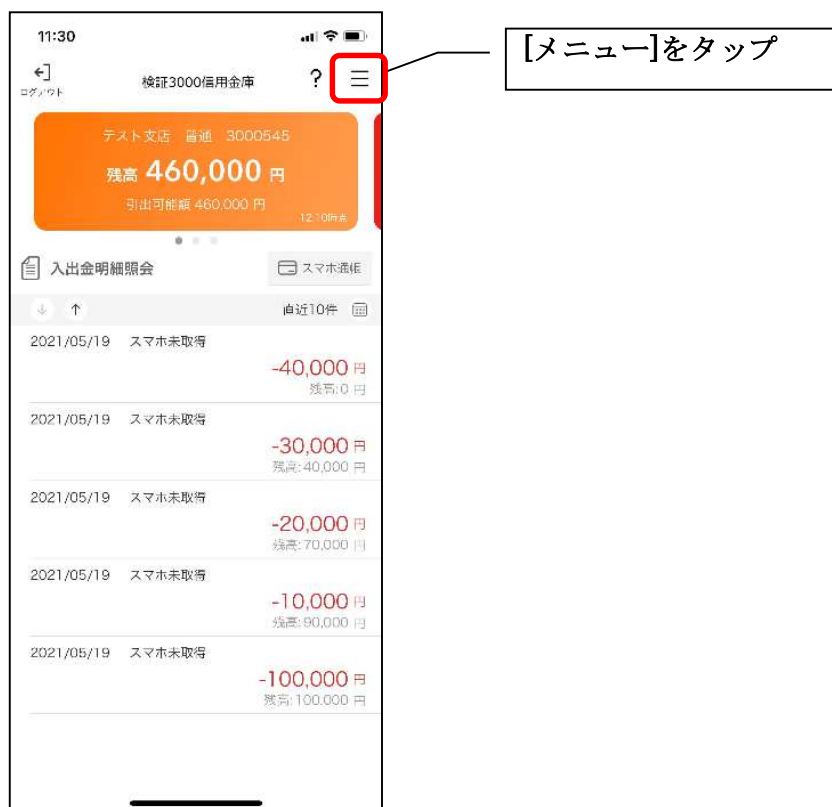 11:30
[メニュー]をタップ
ログアウト
検証3000信用金庫
?
テスト支店 普通 3000545
残高 460,000 円
引出可能額 460,000 円
12:10時点
入出金明細照会
スマホ通帳
直近10件
2021/05/19 スマホ未取得
-40,000 円
残高:0 円
2021/05/19 スマホ未取得
-30,000 円
残高:40,000 円
2021/05/19 スマホ未取得
-20,000 円
残高:70,000 円
2021/05/19 スマホ未取得
-10,000 円
残高:90,000 円
2021/05/19 スマホ未取得
-100,000 円
残高:100,000 円